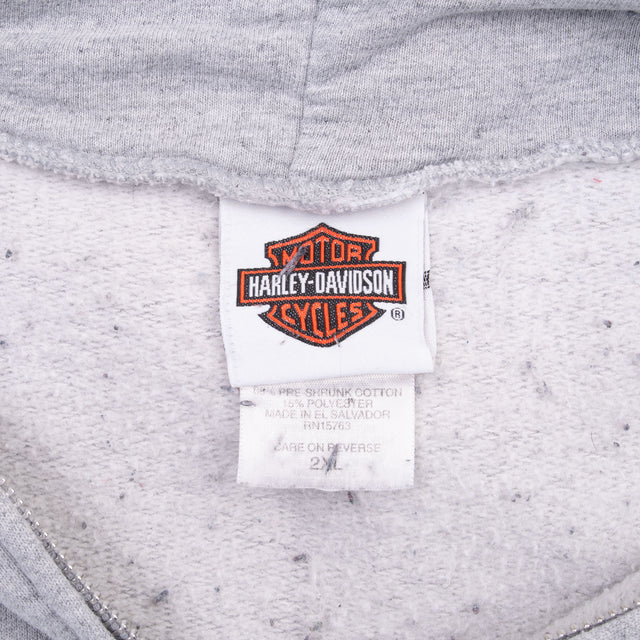 MOTOR
HARLEY-DAVIDSON
CYCLES ®
PRE SHRUNK COTTON
15% POLYESTER
MADE IN EL SALVADOR
RN15763
CARE ON REVERSE
2XL